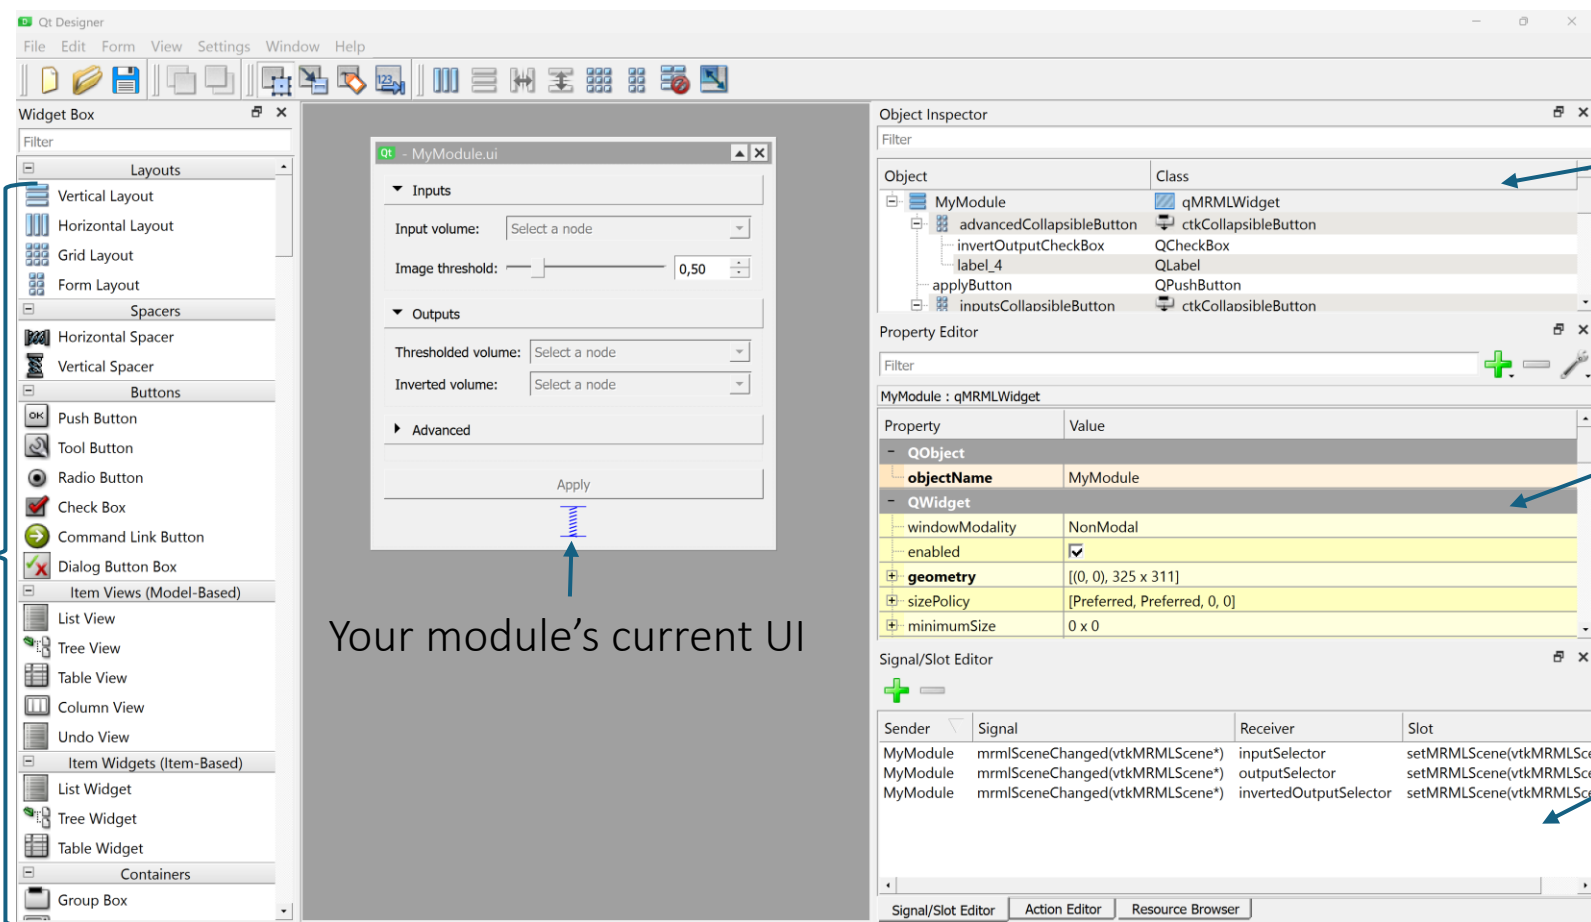 Qt Designer
File Edit Form View Settings Window Help
Widget Box
Filter
Layouts
Vertical Layout
Horizontal Layout
Grid Layout
Form Layout
Spacers
Horizontal Spacer
Vertical Spacer
Buttons
OK Push Button
Tool Button
Radio Button
Check Box
Command Link Button
Dialog Button Box
Item Views (Model-Based)
List View
Tree View
Table View
Column View
Undo View
Item Widgets (Item-Based)
List Widget
Tree Widget
Table Widget
Containers
Group Box
Qt - MyModule.ui
Inputs
Input volume: Select a node
Image threshold: 0,50
Outputs
Thresholded volume: Select a node
Inverted volume: Select a node
Advanced
Apply
Your module’s current UI
Object Inspector
Filter
Object Class
MyModule qMRMLWidget
advancedCollapsibleButton ctkCollapsibleButton
invertOutputCheckBox QCheckBox
label_4 QLabel
applyButton QPushButton
inputsCollapsibleButton ctkCollapsibleButton
Property Editor
Filter
MyModule : qMRMLWidget
Property Value
QObject
objectName MyModule
QWidget
windowModality NonModal
enabled
geometry [(0, 0), 325 x 311]
sizePolicy [Preferred, Preferred, 0, 0]
minimumSize 0 x 0
Signal/Slot Editor
Sender Signal Receiver Slot
MyModule mrmlSceneChanged(vtkMRMLScene*) inputSelector setMRMLScene(vtkMRMLSce
MyModule mrmlSceneChanged(vtkMRMLScene*) outputSelector setMRMLScene(vtkMRMLSce
MyModule mrmlSceneChanged(vtkMRMLScene*) invertedOutputSelector setMRMLScene(vtkMRMLSce
Signal/Slot Editor Action Editor Resource Browser